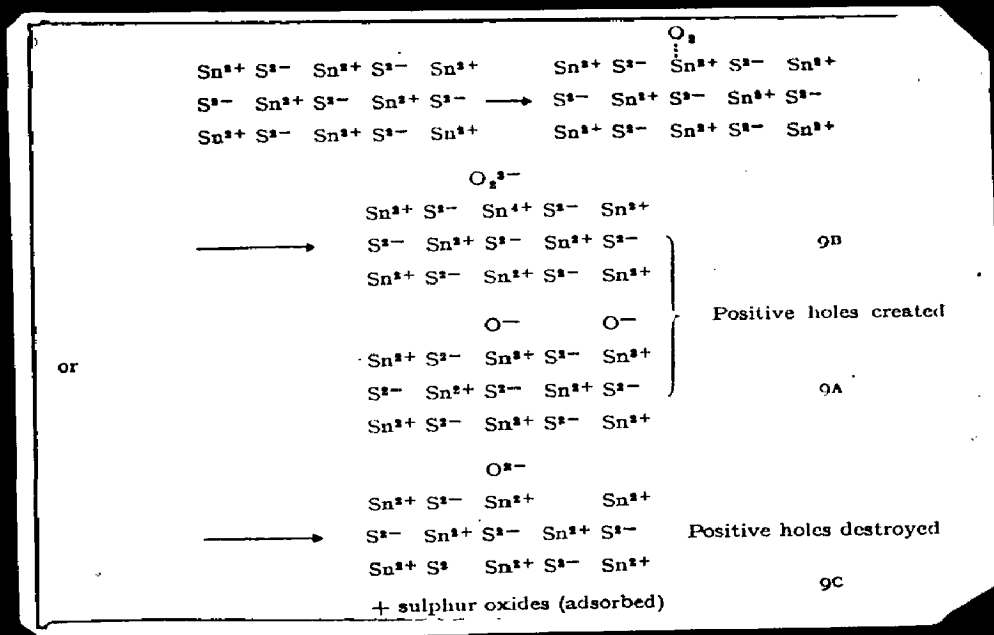 O₂
Sn²⁺ S²⁻ Sn²⁺ S²⁻ Sn²⁺ Sn²⁺ S²⁻ Sn²⁺ S²⁻ Sn²⁺
S²⁻ Sn²⁺ S²⁻ Sn²⁺ S²⁻ ⟶ S²⁻ Sn²⁺ S²⁻ Sn²⁺ S²⁻
Sn²⁺ S²⁻ Sn²⁺ S²⁻ Sn²⁺ Sn²⁺ S²⁻ Sn²⁺ S²⁻ Sn²⁺
O₂²⁻
Sn²⁺ S²⁻ Sn⁴⁺ S²⁻ Sn²⁺
⟶ S²⁻ Sn²⁺ S²⁻ Sn²⁺ S²⁻ 9B
Sn²⁺ S²⁻ Sn²⁺ S²⁻ Sn²⁺
Positive holes created
O⁻ O⁻
or Sn²⁺ S²⁻ Sn³⁺ S²⁻ Sn³⁺
S²⁻ Sn²⁺ S²⁻ Sn²⁺ S²⁻ 9A
Sn²⁺ S²⁻ Sn²⁺ S²⁻ Sn²⁺
O²⁻
Sn²⁺ S²⁻ Sn²⁺ Sn²⁺
⟶ S²⁻ Sn²⁺ S²⁻ Sn²⁺ S²⁻ Positive holes destroyed
Sn²⁺ S² Sn²⁺ S²⁻ Sn²⁺
9C
+ sulphur oxides (adsorbed)